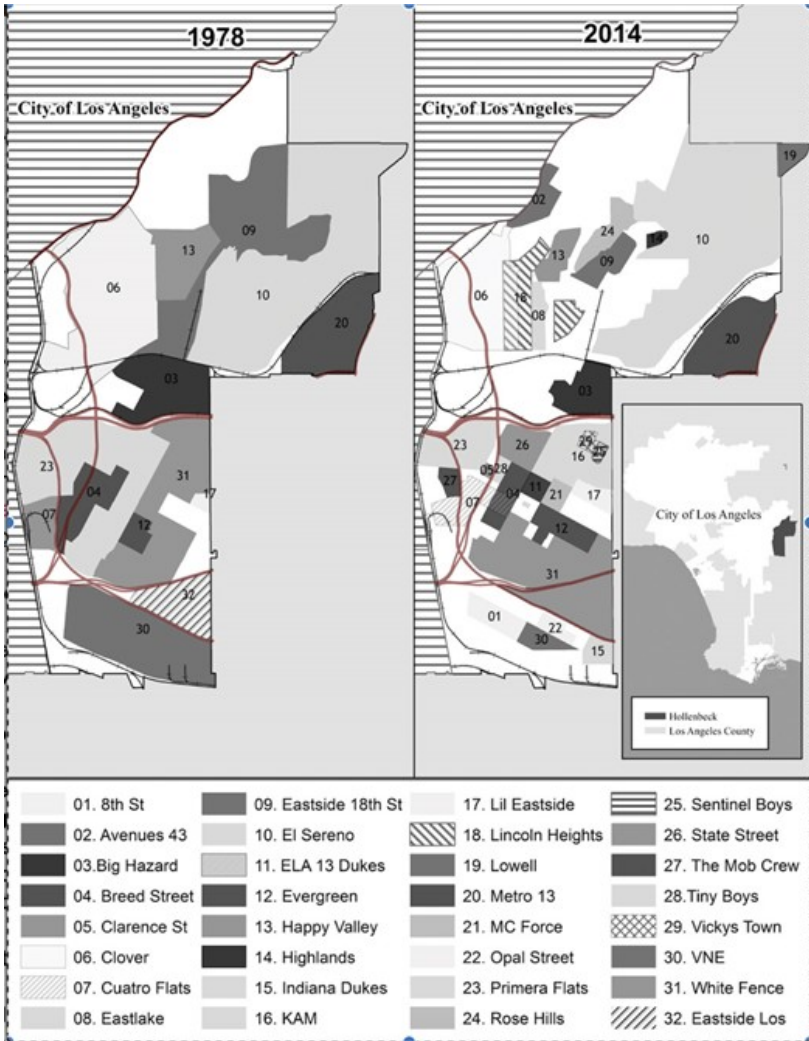 1978
2014
City of Los Angeles
City of Los Angeles
09
13
06
10
20
03
31
23
04
17
07
12
32
30
19
02
24
14
10
13
09
06
18
08
20
03
29
23
26
16
25
05
28
27
07
04
11
21
17
12
31
01
22
30
15
City of Los Angeles
Hollenbeck
Los Angeles County
01. 8th St
02. Avenues 43
03.Big Hazard
04. Breed Street
05. Clarence St
06. Clover
07. Cuatro Flats
08. Eastlake
09. Eastside 18th St
10. El Sereno
11. ELA 13 Dukes
12. Evergreen
13. Happy Valley
14. Highlands
15. Indiana Dukes
16. KAM
17. Lil Eastside
18. Lincoln Heights
19. Lowell
20. Metro 13
21. MC Force
22. Opal Street
23. Primera Flats
24. Rose Hills
25. Sentinel Boys
26. State Street
27. The Mob Crew
28.Tiny Boys
29. Vickys Town
30. VNE
31. White Fence
32. Eastside Los